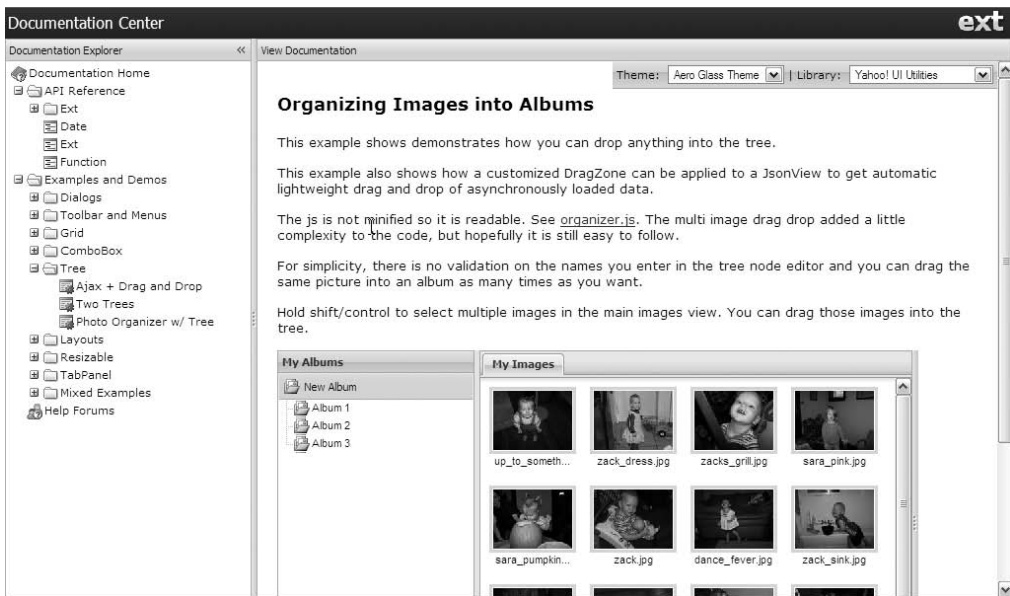 Documentation Center
ext
Documentation Explorer
View Documentation
Documentation Home
API Reference
Ext
Date
Ext
Function
Examples and Demos
Dialogs
Toolbar and Menus
Grid
ComboBox
Tree
Ajax + Drag and Drop
Two Trees
Photo Organizer w/ Tree
Layouts
Resizable
TabPanel
Mixed Examples
Help Forums
Theme: Aero Glass Theme | Library: Yahoo! UI Utilities
Organizing Images into Albums
This example shows demonstrates how you can drop anything into the tree.
This example also shows how a customized DragZone can be applied to a JsonView to get automatic
lightweight drag and drop of asynchronously loaded data.
The js is not minified so it is readable. See organizer.js. The multi image drag drop added a little
complexity to the code, but hopefully it is still easy to follow.
For simplicity, there is no validation on the names you enter in the tree node editor and you can drag the
same picture into an album as many times as you want.
Hold shift/control to select multiple images in the main images view. You can drag those images into the
tree.
My Albums
New Album
Album 1
Album 2
Album 3
My Images
up_to_someth... zack_dress.jpg zacks_grill.jpg sara_pink.jpg
sara_pumpkin... zack.jpg dance_fever.jpg zack_sink.jpg